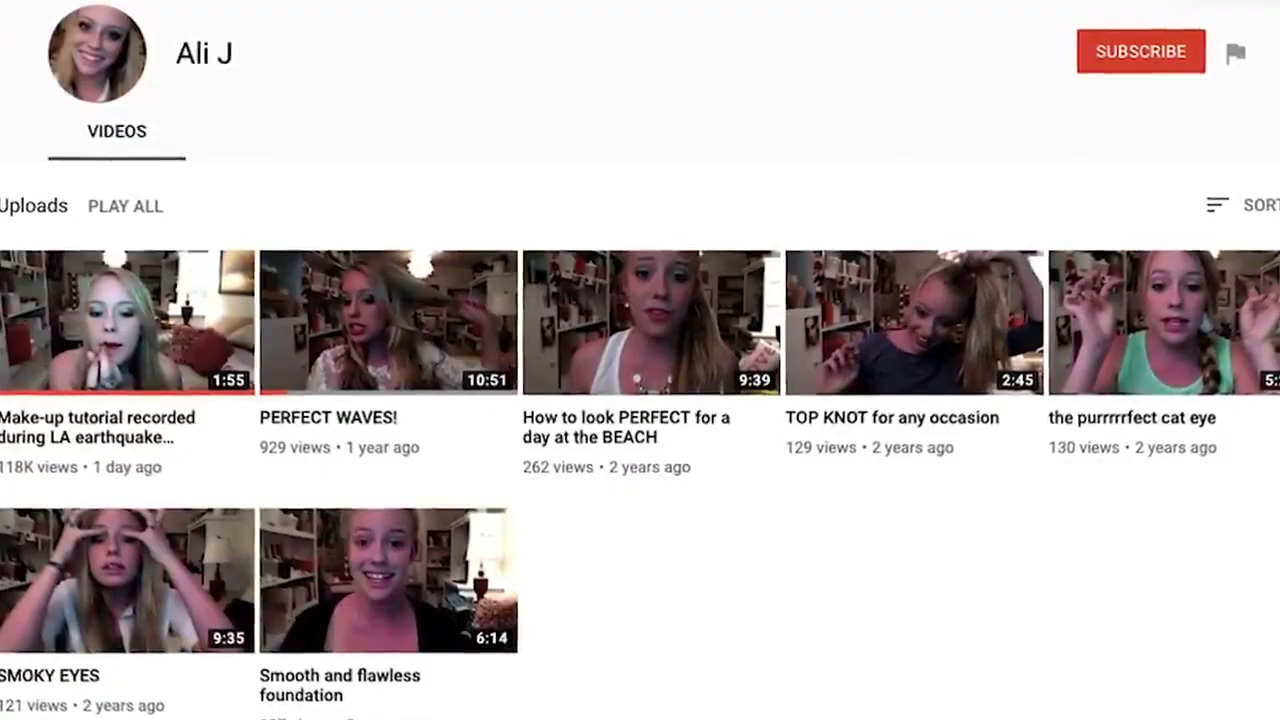 Ali J
SUBSCRIBE
VIDEOS
Uploads PLAY ALL
SORT
1:55
10:51
9:39
2:45
5:
Make-up tutorial recorded
during LA earthquake...
118K views • 1 day ago
PERFECT WAVES!
929 views • 1 year ago
How to look PERFECT for a
day at the BEACH
262 views • 2 years ago
TOP KNOT for any occasion
129 views • 2 years ago
the purrrrrfect cat eye
130 views • 2 years ago
9:35
6:14
SMOKY EYES
121 views • 2 years ago
Smooth and flawless
foundation